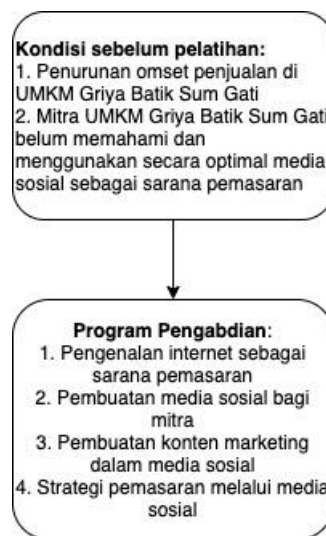 Kondisi sebelum pelatihan:
1. Penurunan omset penjualan di
UMKM Griya Batik Sum Gati
2. Mitra UMKM Griya Batik Sum Gati
belum memahami dan
menggunakan secara optimal media
sosial sebagai sarana pemasaran
Program Pengabdian:
1. Pengenalan internet sebagai
sarana pemasaran
2. Pembuatan media sosial bagi
mitra
3. Pembuatan konten marketing
dalam media sosial
4. Strategi pemasaran melalui media
sosial